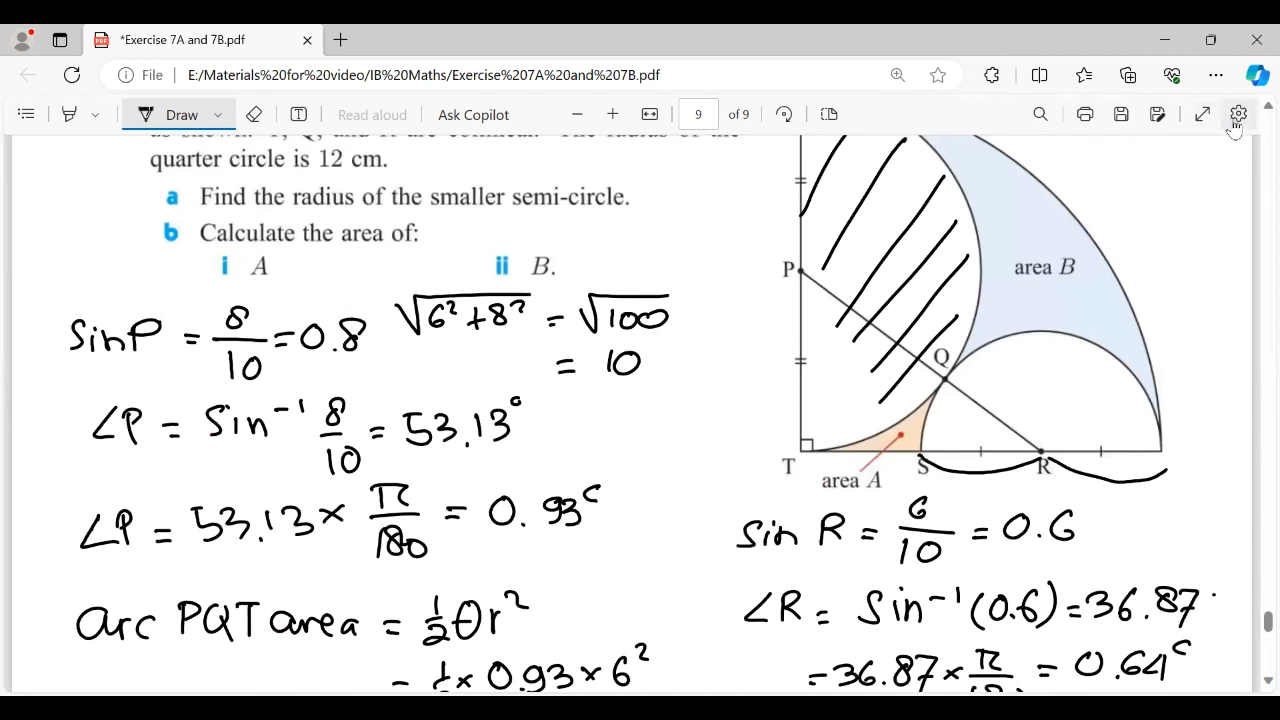 *Exercise 7A and 7B.pdf
File E:/Materials%20for%20video/IB%20Maths/Exercise%207A%20and%207B.pdf
Draw Read aloud Ask Copilot 9 of 9
quarter circle is 12 cm.
a Find the radius of the smaller semi-circle.
b Calculate the area of:
i A ii B.
P area B
Q
T S R
area A
Sin P = 8/10 = 0.8 √(6²+8²) = √100
= 10
∠P = Sin⁻¹ 8/10 = 53.13°
∠P = 53.13 × π/180 = 0.93ᶜ
Sin R = 6/10 = 0.6
∠R = Sin⁻¹(0.6) = 36.87°
arc PQT area = ½θr²
= 36.87 × π = 0.64ᶜ
= ½ × 0.93 × 6²